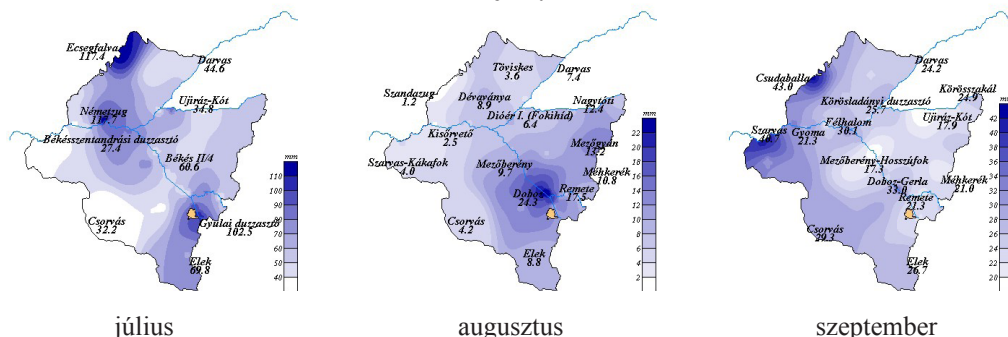 Ecsegfalva
117.4
Darvas
44.6
Ujiráz-Kót
34.8
Németzug
Békésszentandrási duzzasztó
27.4
Békés II/4
60.6
Csorvás
32.2
Gyulai duzzasztó
102.5
Elek
69.8
mm
110
100
90
80
70
60
50
40
július
Töviskes
3.6
Darvas
7.4
Szandazug
1.2
Dévaványa
8.9
Nagytóti
12.4
Dióér I. (Fokihíd)
6.4
Kisőrvető
2.5
Mezőgyán
13.2
Szarvas-Kákafok
4.0
Mezőberény
9.7
Méhkerék
10.8
Doboz
24.3
Remete
17.5
Csorvás
4.2
Elek
8.8
mm
22
20
18
16
14
12
10
8
6
4
2
augusztus
Darvas
24.2
Csudaballa
43.0
Körösszakál
24.9
Körösladányi duzzasztó
25.7
Ujiráz-Kót
17.9
Szarvas
Gyoma
21.3
Félhalom
30.1
Mezőberény-Hosszúfok
17.3
Doboz-Gerla
33.0
Méhkerék
21.0
Remete
21.3
Csorvás
29.3
Elek
26.7
mm
42
40
38
36
34
32
30
28
26
24
22
20
szeptember